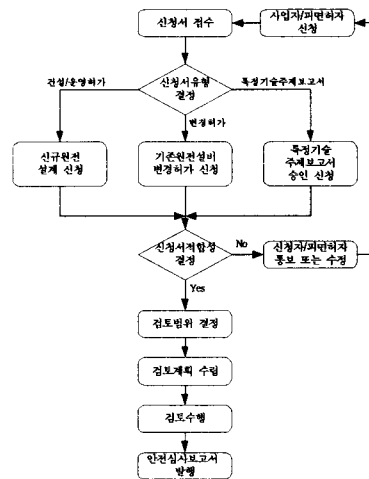 신청서 접수
사업자/피면허자
신청
신청서유형
결정
건설/운영허가
특정기술주제보고서
변경허가
신규원전
설계 신청
기존원전설비
변경허가 신청
특정기술
주제보고서
승인 신청
신청서적합성
결정
No
신청자/피면허자
통보 또는 수정
Yes
검토범위 결정
검토계획 수립
검토수행
안전심사보고서
발행